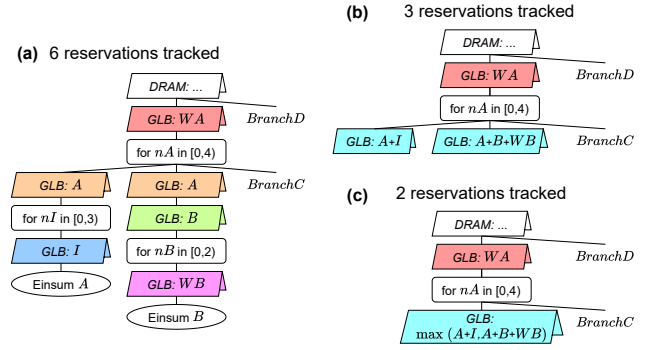 (a) 6 reservations tracked
DRAM: ...
GLB: WA
BranchD
for nA in [0,4)
GLB: A
GLB: A
BranchC
for nI in [0,3)
GLB: B
GLB: I
for nB in [0,2)
Einsum A
GLB: WB
Einsum B
(b) 3 reservations tracked
DRAM: ...
GLB: WA
BranchD
for nA in [0,4)
GLB: A+I
GLB: A+B+WB
BranchC
(c) 2 reservations tracked
DRAM: ...
GLB: WA
BranchD
for nA in [0,4)
GLB:
max (A+I,A+B+WB)
BranchC